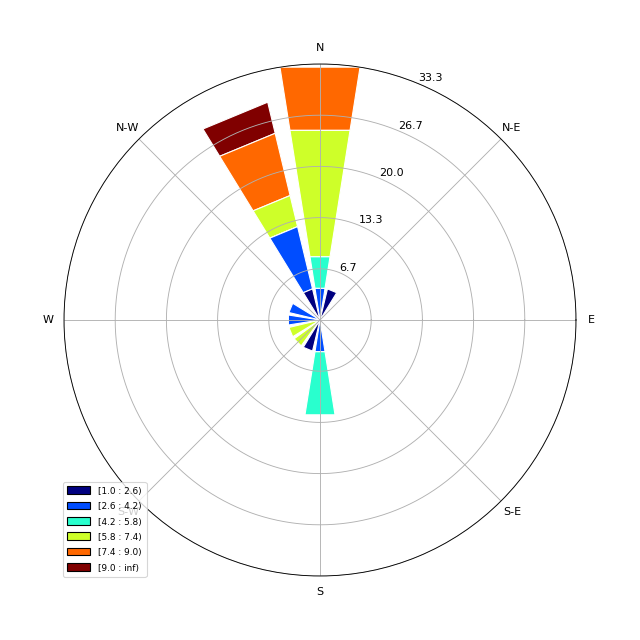 N
33.3
N-W
26.7
N-E
20.0
13.3
6.7
W
E
[1.0 : 2.6)
[2.6 : 4.2)
S-W
[4.2 : 5.8)
S-E
[5.8 : 7.4)
[7.4 : 9.0)
[9.0 : inf)
S